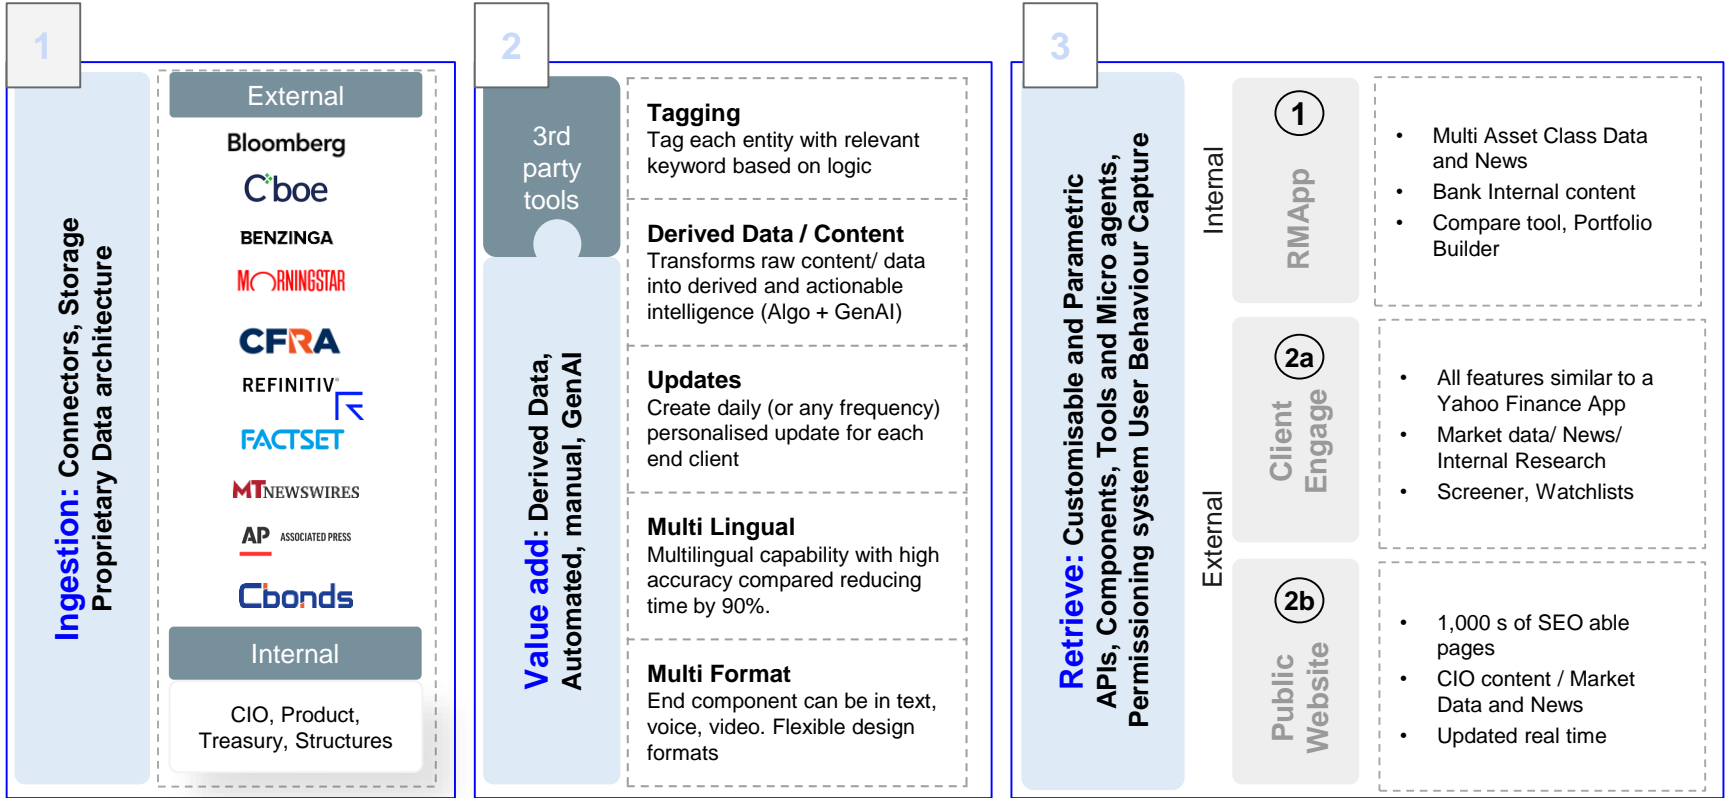 1
Ingestion: Connectors, Storage
Proprietary Data architecture
External
Bloomberg
Cboe
BENZINGA
MORNINGSTAR
CFRA
REFINITIV
FACTSET
MTNEWSWIRES
AP ASSOCIATED PRESS
Cbonds
Internal
CIO, Product,
Treasury, Structures
2
3rd
party
tools
Value add: Derived Data,
Automated, manual, GenAI
Tagging
Tag each entity with relevant
keyword based on logic
Derived Data / Content
Transforms raw content/ data
into derived and actionable
intelligence (Algo + GenAI)
Updates
Create daily (or any frequency)
personalised update for each
end client
Multi Lingual
Multilingual capability with high
accuracy compared reducing
time by 90%.
Multi Format
End component can be in text,
voice, video. Flexible design
formats
3
Retrieve: Customisable and Parametric
APIs, Components, Tools and Micro agents,
Permissioning system User Behaviour Capture
Internal
1
RMApp
• Multi Asset Class Data
and News
• Bank Internal content
• Compare tool, Portfolio
Builder
External
2a
Client
Engage
• All features similar to a
Yahoo Finance App
• Market data/ News/
Internal Research
• Screener, Watchlists
2b
Public
Website
• 1,000 s of SEO able
pages
• CIO content / Market
Data and News
• Updated real time